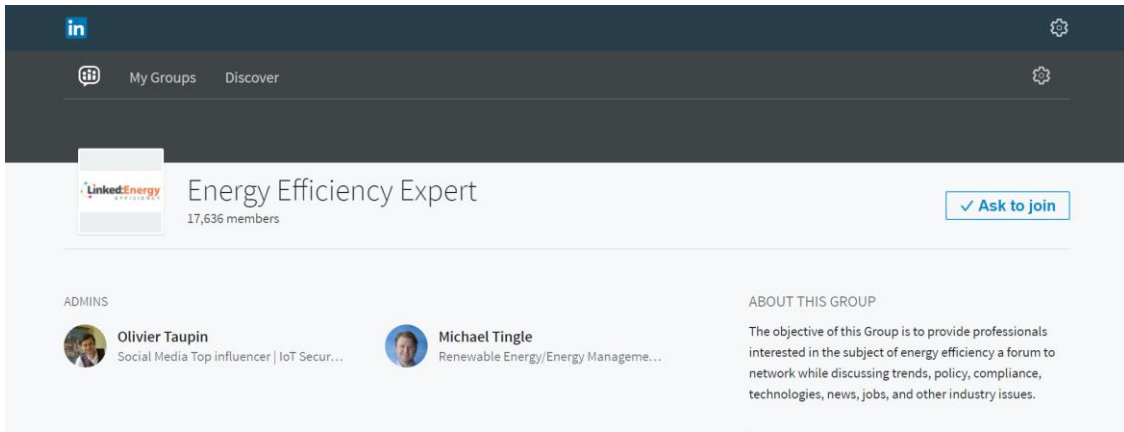 in
My Groups Discover
Linked:Energy
EFFICIENCY
Energy Efficiency Expert
17,636 members
✓ Ask to join
ADMINS
Olivier Taupin
Social Media Top influencer | IoT Secur...
Michael Tingle
Renewable Energy/Energy Manageme...
ABOUT THIS GROUP
The objective of this Group is to provide professionals
interested in the subject of energy efficiency a forum to
network while discussing trends, policy, compliance,
technologies, news, jobs, and other industry issues.